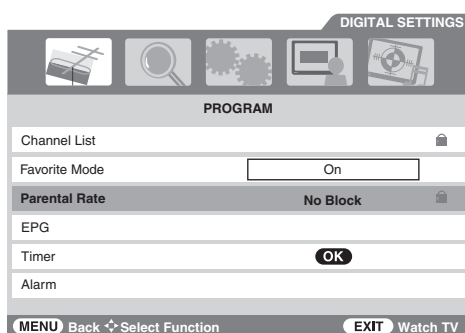 DIGITAL SETTINGS
PROGRAM
Channel List
Favorite Mode On
Parental Rate No Block
EPG
Timer OK
Alarm
MENU Back Select Function EXIT Watch TV